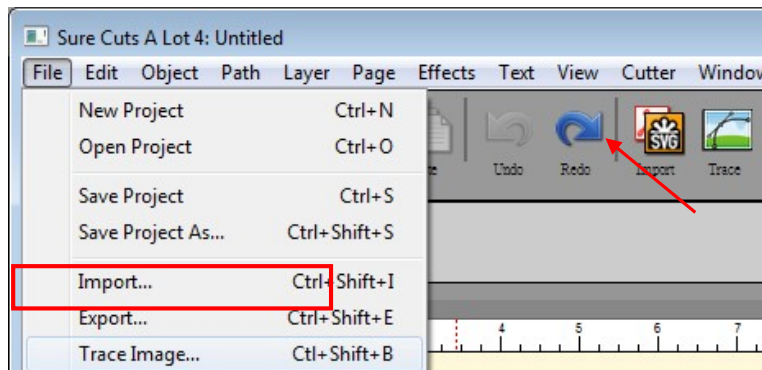 Sure Cuts A Lot 4: Untitled
File Edit Object Path Layer Page Effects Text View Cutter
New Project Ctrl+N
Open Project Ctrl+O
Save Project Ctrl+S
Save Project As... Ctrl+Shift+S
Import... Ctrl+Shift+I
Export... Ctrl+Shift+E
Trace Image... Ctl+Shift+B
SVG
Undo Redo Import Trace
4 5 6 7